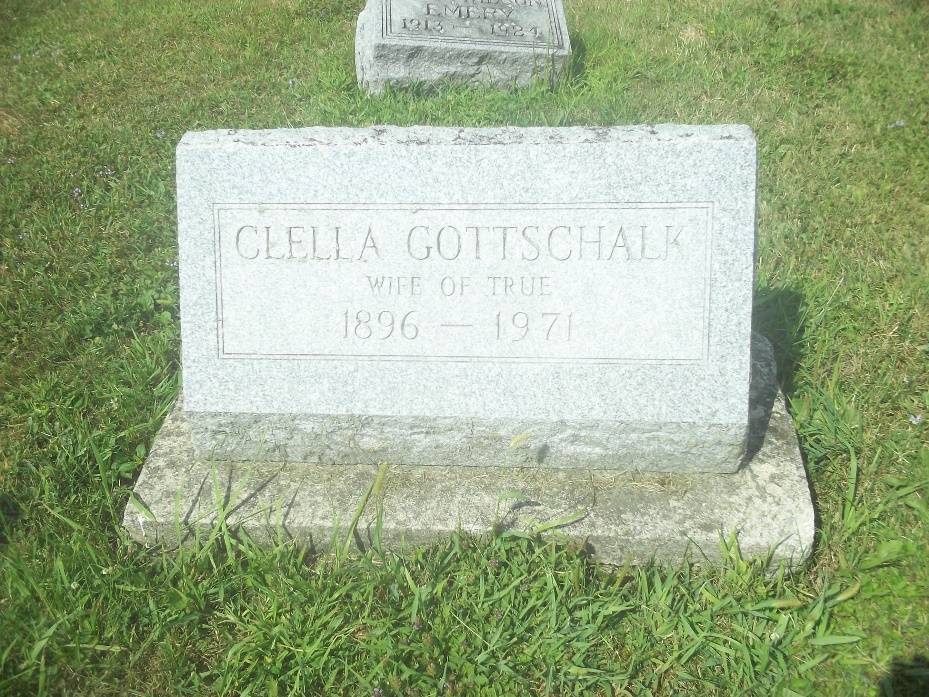 EMERY
1913 1924
CLELLA GOTTSCHALK
WIFE OF TRUE
1896 — 1971